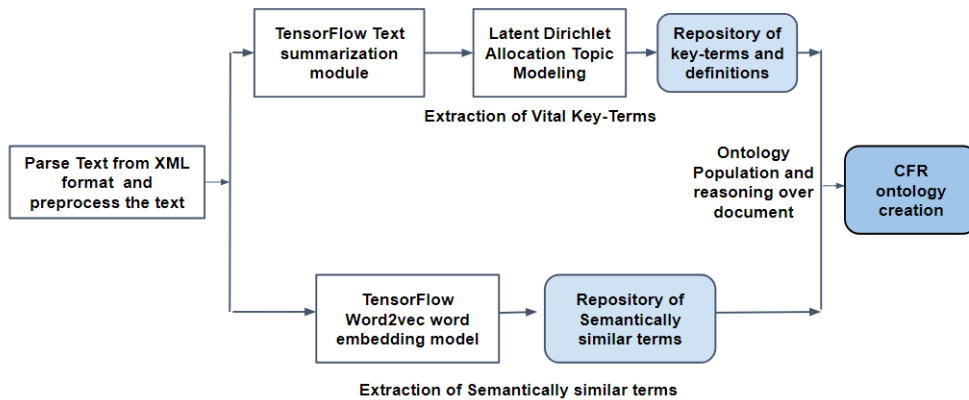 TensorFlow Text
summarization
module
Latent Dirichlet
Allocation Topic
Modeling
Repository of
key-terms and
definitions
Extraction of Vital Key-Terms
Parse Text from XML
format and
preprocess the text
Ontology
Population and
reasoning over
document
CFR
ontology
creation
TensorFlow
Word2vec word
embedding model
Repository of
Semantically
similar terms
Extraction of Semantically similar terms